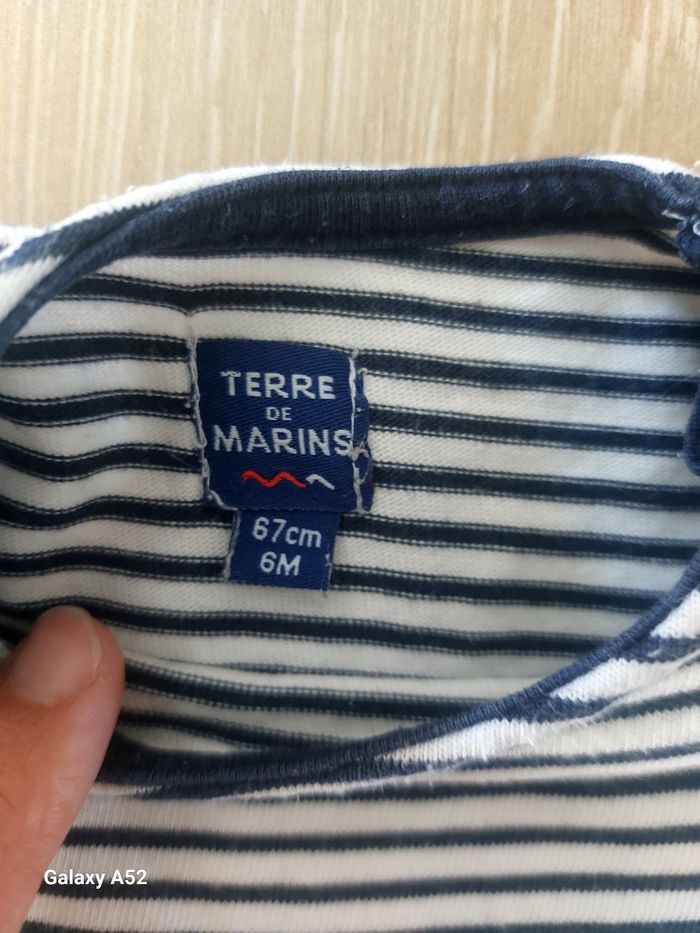 TERRE
DE
MARINS
67cm
6M
Galaxy A52